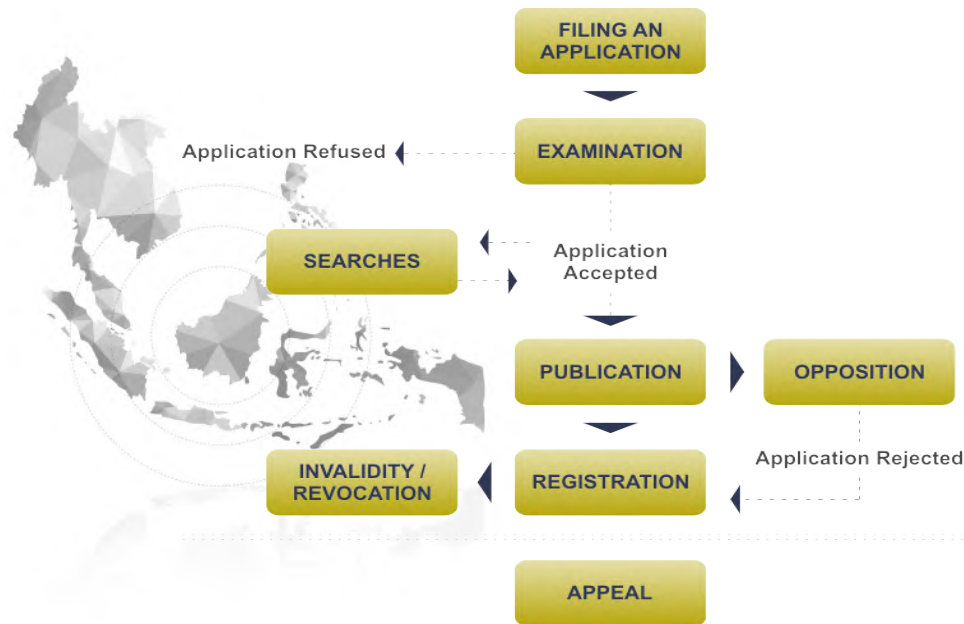 FILING AN
APPLICATION
Application Refused
EXAMINATION
SEARCHES
Application
Accepted
PUBLICATION
OPPOSITION
Application Rejected
INVALIDITY /
REVOCATION
REGISTRATION
APPEAL